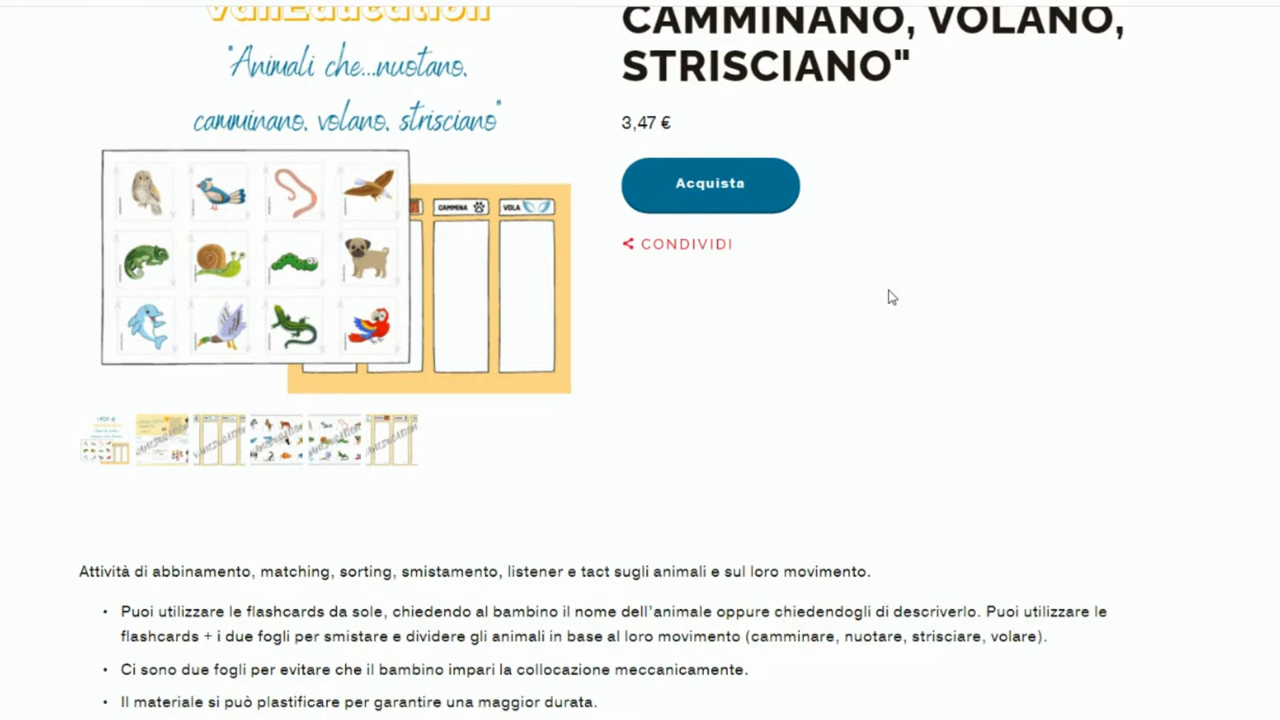 VanEducation
CAMMINANO, VOLANO,
STRISCIANO"
"Animali che...nuotano,
camminano, volano, strisciano"
3,47 €
Acquista
CONDIVIDI
CAMMINA
VOLA
Attività di abbinamento, matching, sorting, smistamento, listener e tact sugli animali e sul loro movimento.
• Puoi utilizzare le flashcards da sole, chiedendo al bambino il nome dell'animale oppure chiedendogli di descriverlo. Puoi utilizzare le
flashcards + i due fogli per smistare e dividere gli animali in base al loro movimento (camminare, nuotare, strisciare, volare).
• Ci sono due fogli per evitare che il bambino impari la collocazione meccanicamente.
• Il materiale si può plastificare per garantire una maggior durata.